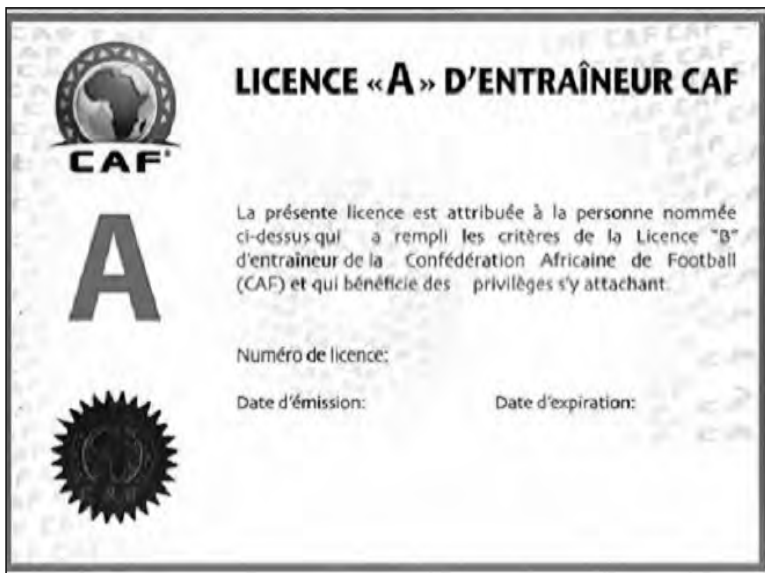 LICENCE «A» D'ENTRAÎNEUR CAF
CAF
A
La présente licence est attribuée à la personne nommée
ci-dessus qui a rempli les critères de la Licence "B"
d'entraîneur de la Confédération Africaine de Football
(CAF) et qui bénéficie des privilèges s'y attachant.
Numéro de licence:
Date d'émission:
Date d'expiration: